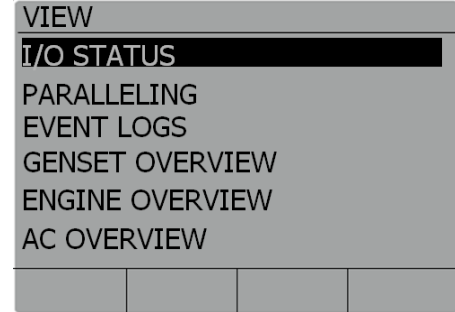 VIEW
I/O STATUS
PARALLELING
EVENT LOGS
GENSET OVERVIEW
ENGINE OVERVIEW
AC OVERVIEW